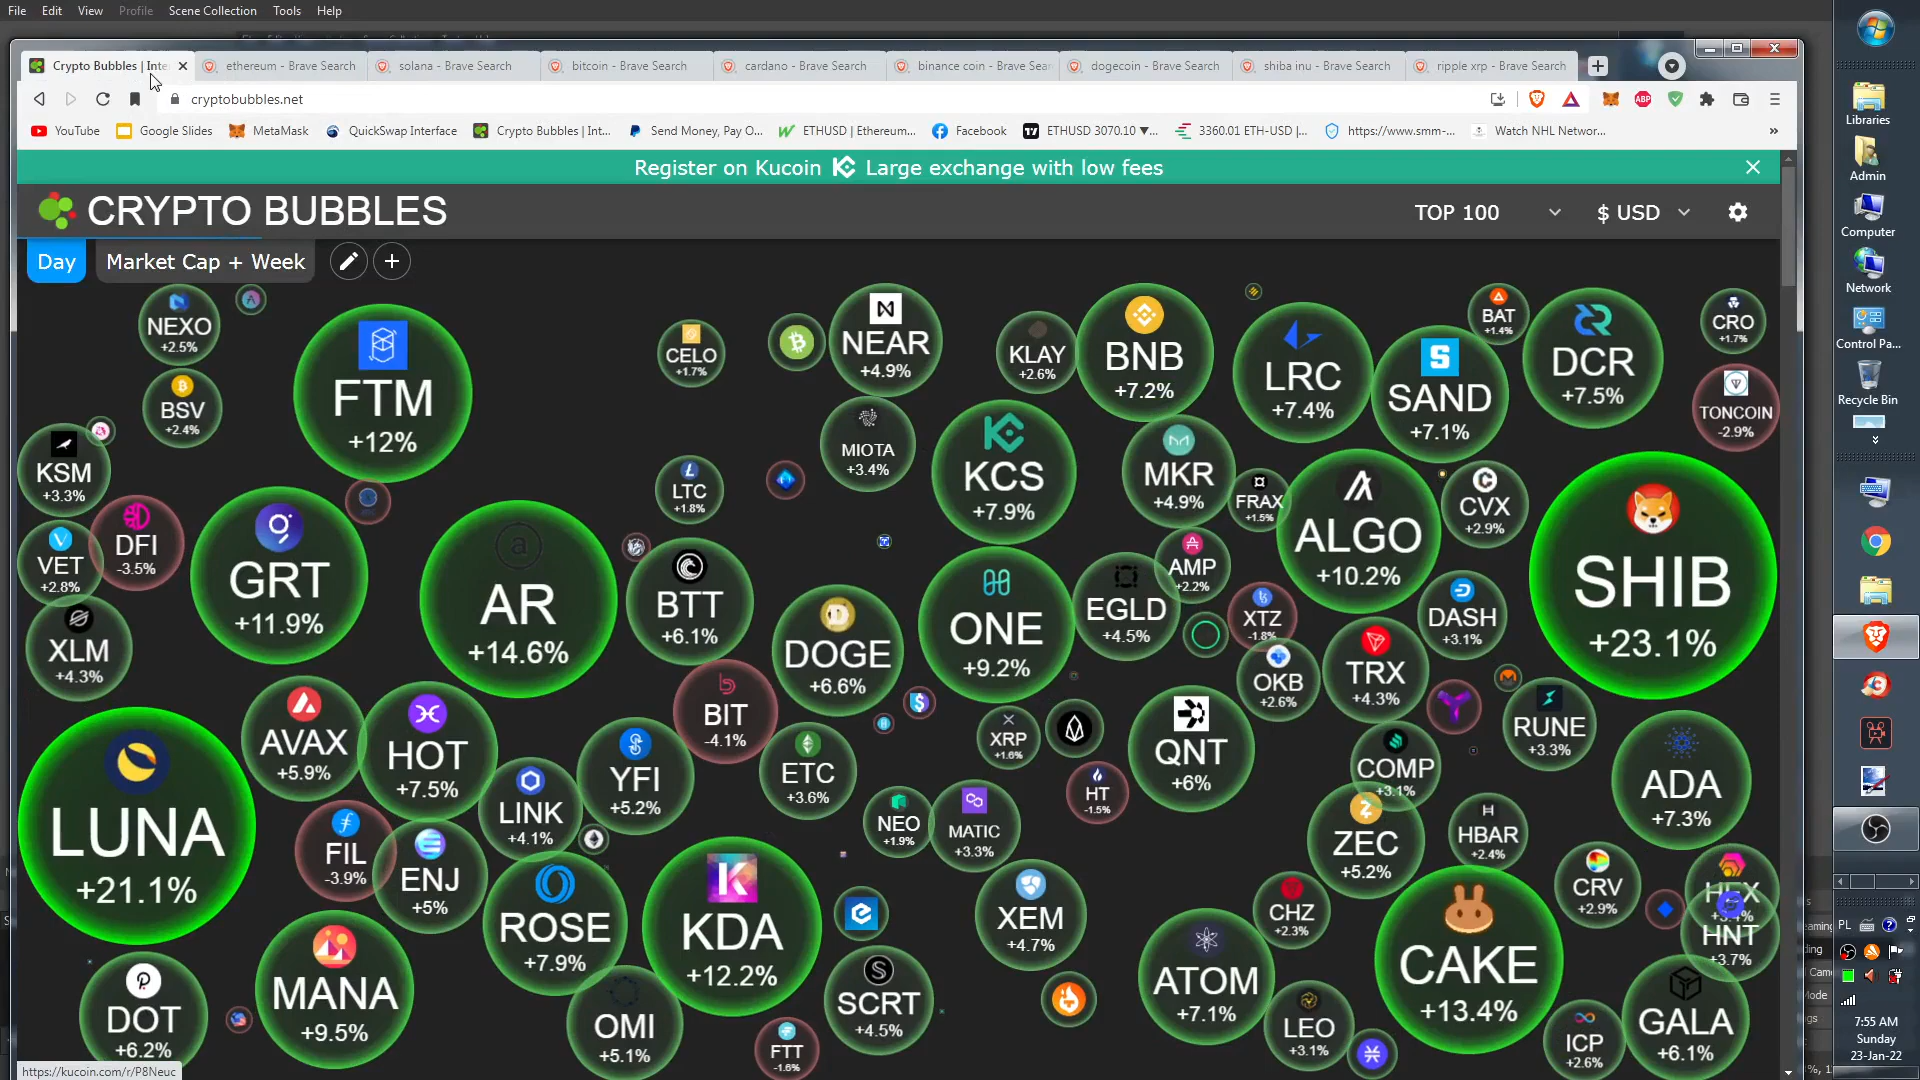 File Edit View Profile Scene Collection Tools Help
Crypto Bubbles | Inte
ethereum - Brave Search
solana - Brave Search
bitcoin - Brave Search
cardano - Brave Search
binance coin - Brave Sea
dogecoin - Brave Search
shiba inu - Brave Search
ripple xrp - Brave Search
cryptobubbles.net
YouTube
Google Slides
MetaMask
QuickSwap Interface
Crypto Bubbles | Int...
Send Money, Pay O...
ETHUSD | Ethereum...
Facebook
ETHUSD 3070.10 ▼...
3360.01 ETH-USD |...
https://www.smm-...
Watch NHL Networ...
»
Register on Kucoin Large exchange with low fees
CRYPTO BUBBLES
TOP 100
$ USD
Day
Market Cap + Week
NEXO
+2.5%
FTM
+12%
CELO
+1.7%
NEAR
+4.9%
KLAY
+2.6%
BNB
+7.2%
LRC
+7.4%
SAND
+7.1%
BAT
+1.4%
DCR
+7.5%
CRO
+1.7%
BSV
+2.4%
TONCOIN
-2.9%
KSM
+3.3%
MIOTA
+3.4%
KCS
+7.9%
MKR
+4.9%
LTC
+1.8%
FRAX
+1.5%
ALGO
+10.2%
CVX
+2.9%
SHIB
+23.1%
VET
+2.8%
DFI
-3.5%
GRT
+11.9%
AR
+14.6%
BTT
+6.1%
DOGE
+6.6%
ONE
+9.2%
EGLD
+4.5%
AMP
+2.2%
XTZ
-1.8%
DASH
+3.1%
XLM
+4.3%
OKB
+2.6%
TRX
+4.3%
AVAX
+5.9%
HOT
+7.5%
BIT
-4.1%
XRP
+1.6%
QNT
+6%
RUNE
+3.3%
LUNA
+21.1%
LINK
+4.1%
YFI
+5.2%
ETC
+3.6%
HT
-1.5%
COMP
+3.1%
ADA
+7.3%
FIL
-3.9%
ENJ
+5%
NEO
+1.9%
MATIC
+3.3%
ZEC
+5.2%
HBAR
+2.4%
ROSE
+7.9%
KDA
+12.2%
XEM
+4.7%
CHZ
+2.3%
CAKE
+13.4%
CRV
+2.9%
HEX
HNT
+3.7%
DOT
+6.2%
MANA
+9.5%
OMI
+5.1%
FTT
-1.6%
SCRT
+4.5%
ATOM
+7.1%
LEO
+3.1%
ICP
+2.6%
GALA
+6.1%
https://kucoin.com/r/P8Neuc
Libraries
Admin
Computer
Network
Control Pa...
Recycle Bin
PL
7:55 AM
Sunday
23-Jan-22